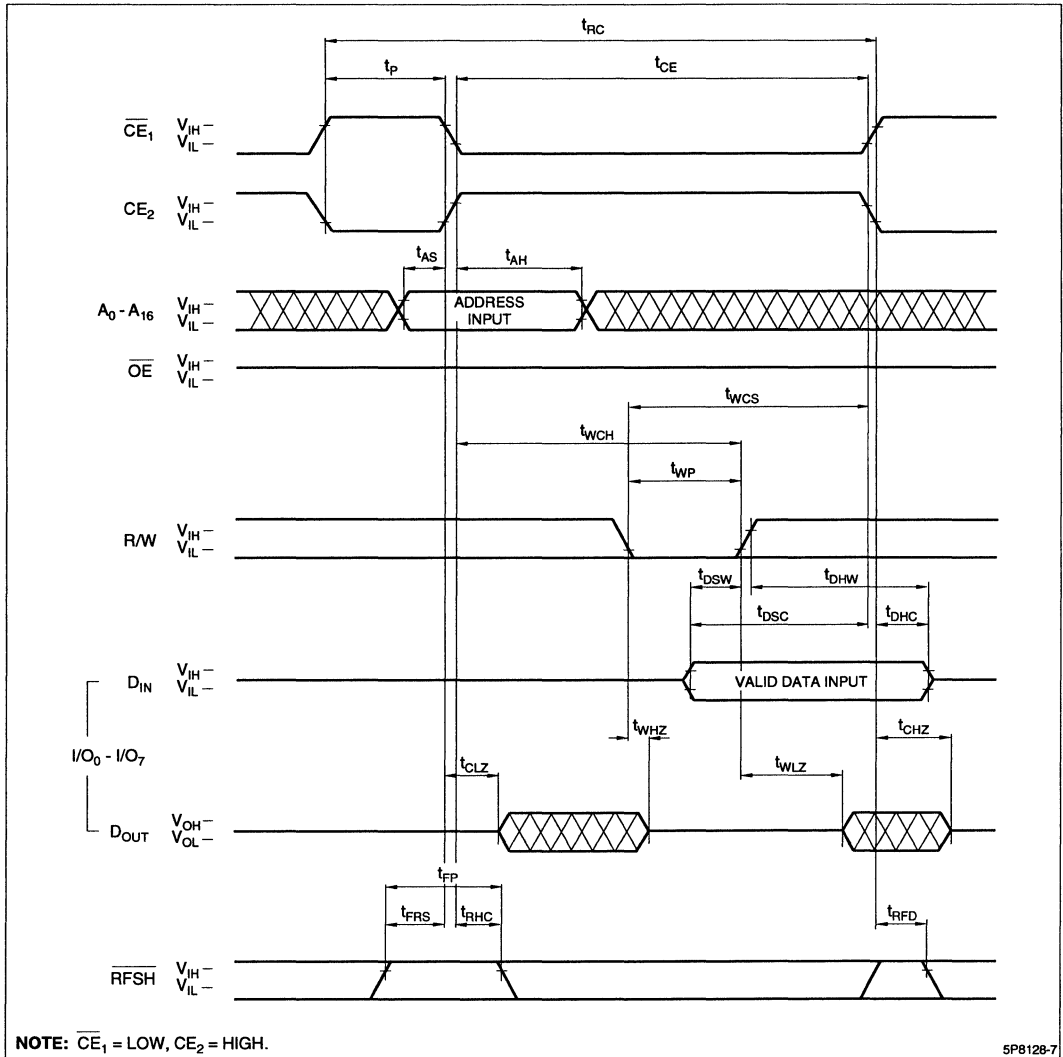 tRC
tP
tCE
CE1 VIH –
VIL –
CE2 VIH –
VIL –
tAS
tAH
A0 - A16 VIH –
VIL –
ADDRESS
INPUT
OE VIH –
VIL –
tWCS
tWCH
tWP
R/W VIH –
VIL –
tDSW
tDHW
tDSC
tDHC
DIN VIH –
VIL –
VALID DATA INPUT
tWHZ
tCHZ
I/O0 - I/O7
tCLZ
tWLZ
DOUT VOH –
VOL –
tFP
tFRS
tRHC
tRFD
RFSH VIH –
VIL –
NOTE: CE1 = LOW, CE2 = HIGH.
5P8128-7